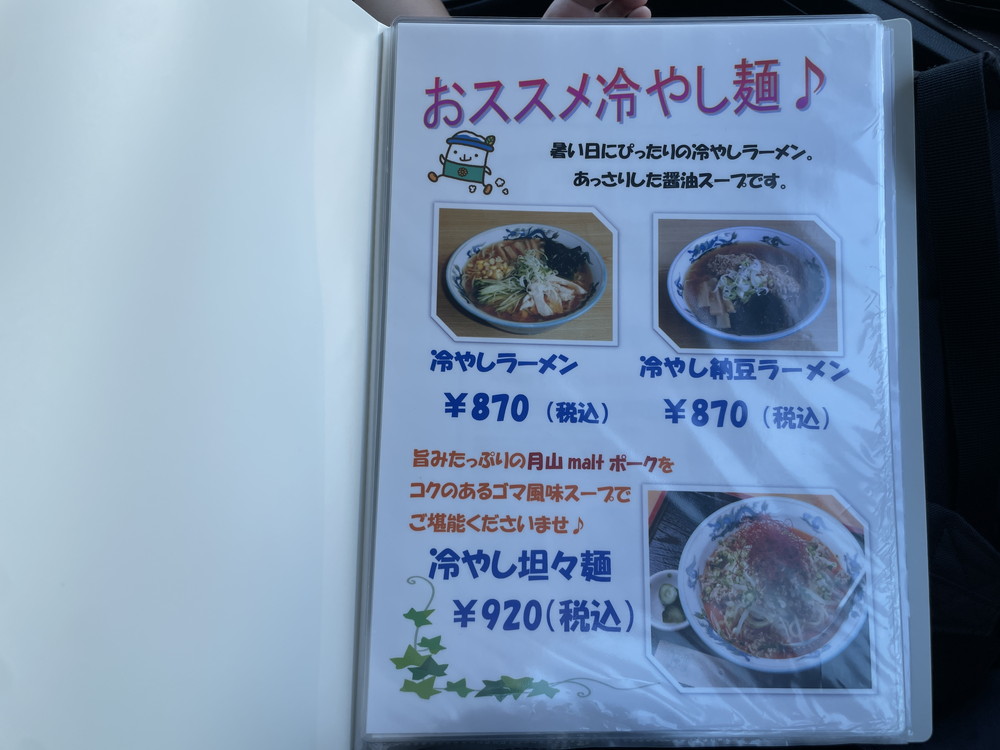 おススメ冷やし麺♪
暑い日にぴったりの冷やしラーメン。
あっさりした醤油スープです。
冷やしラーメン
￥870（税込）
冷やし納豆ラーメン
￥870（税込）
旨みたっぷりの月山maltポークを
コクのあるゴマ風味スープで
ご堪能くださいませ♪
冷やし坦々麺
￥920（税込）